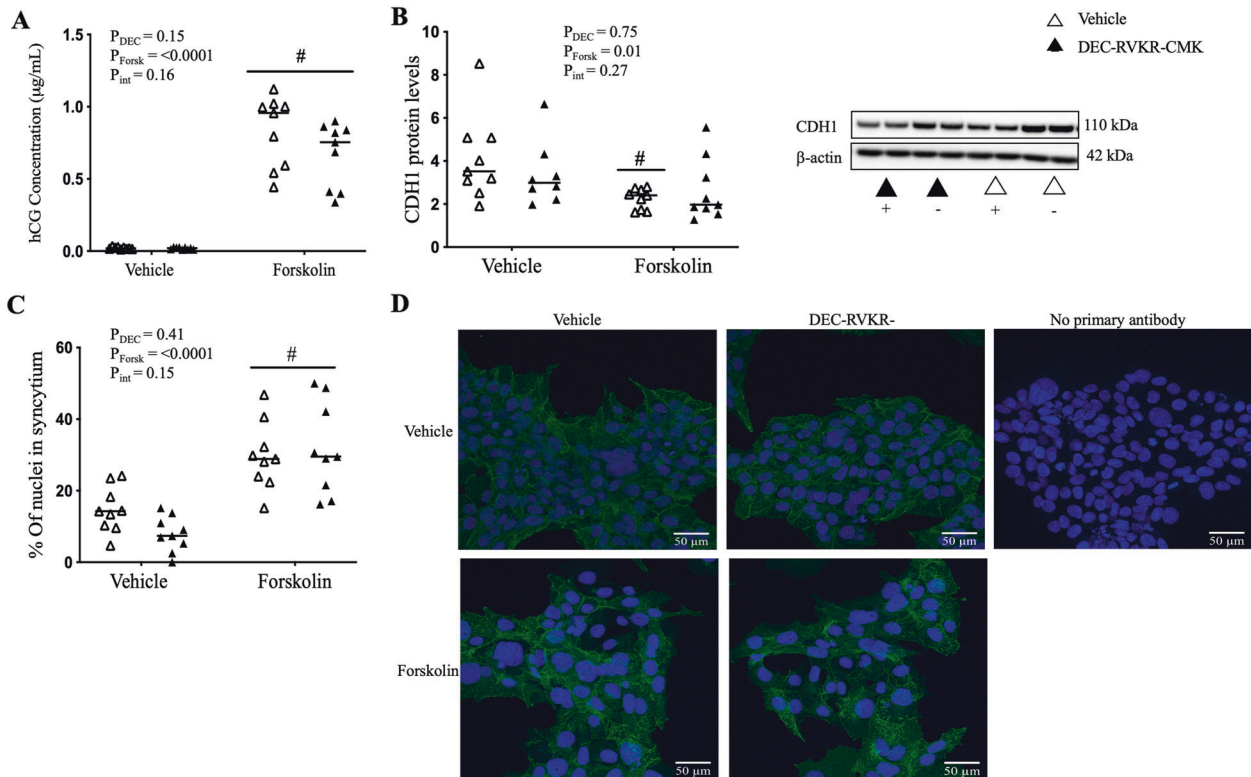 A
P_DEC = 0.15
P_Forsk = <0.0001
P_int = 0.16
hCG Concentration (µg/mL)
1.5
1.0
0.5
0.0
#
Vehicle
Forskolin
B
P_DEC = 0.75
P_Forsk = 0.01
P_int = 0.27
CDH1 protein levels
10
8
6
4
2
0
#
Vehicle
Forskolin
Vehicle
DEC-RVKR-CMK
CDH1
110 kDa
β-actin
42 kDa
+ - + -
C
P_DEC = 0.41
P_Forsk = <0.0001
P_int = 0.15
% Of nuclei in syncytium
60
40
20
0
#
Vehicle
Forskolin
D
Vehicle
DEC-RVKR-
No primary antibody
Vehicle
50 µm
50 µm
50 µm
Forskolin
50 µm
50 µm